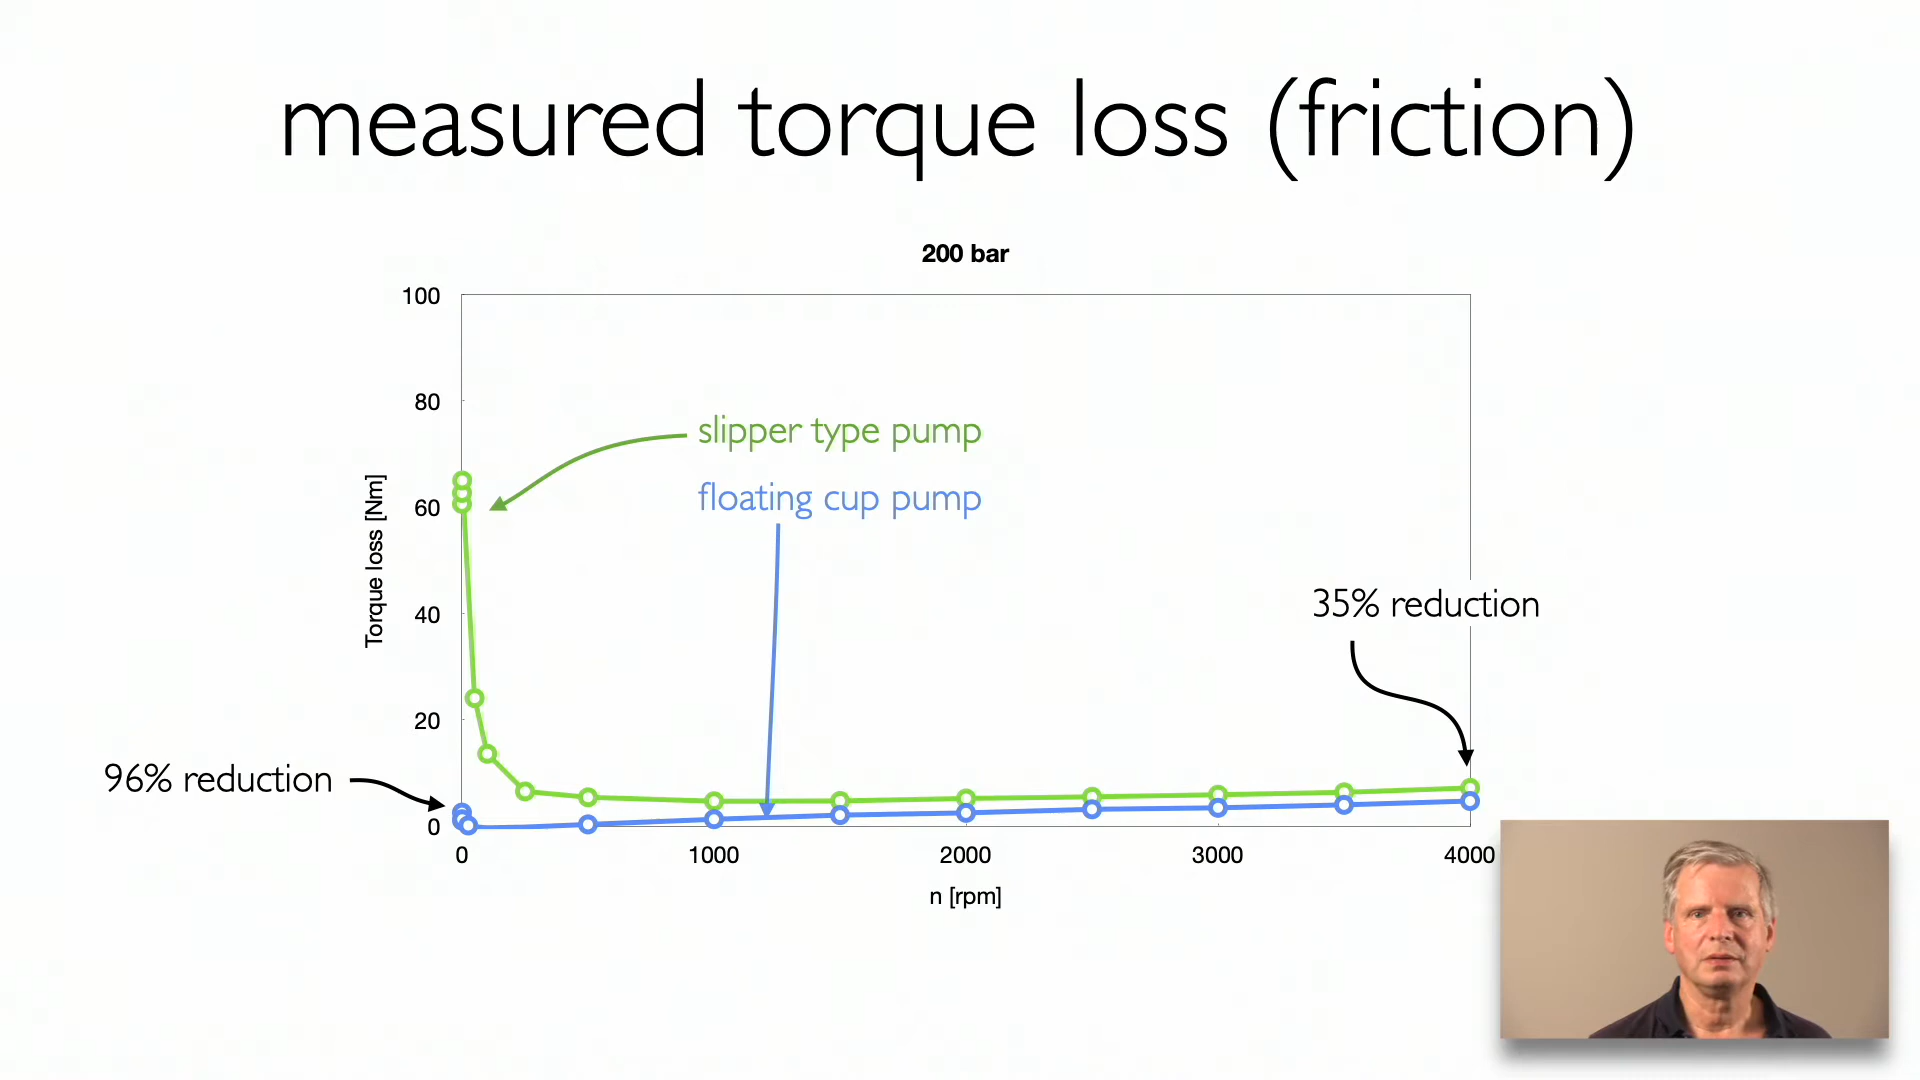 measured torque loss (friction)
200 bar
100
80
60
40
20
0
Torque loss [Nm]
slipper type pump
floating cup pump
35% reduction
96% reduction
0 1000 2000 3000 4000
n [rpm]